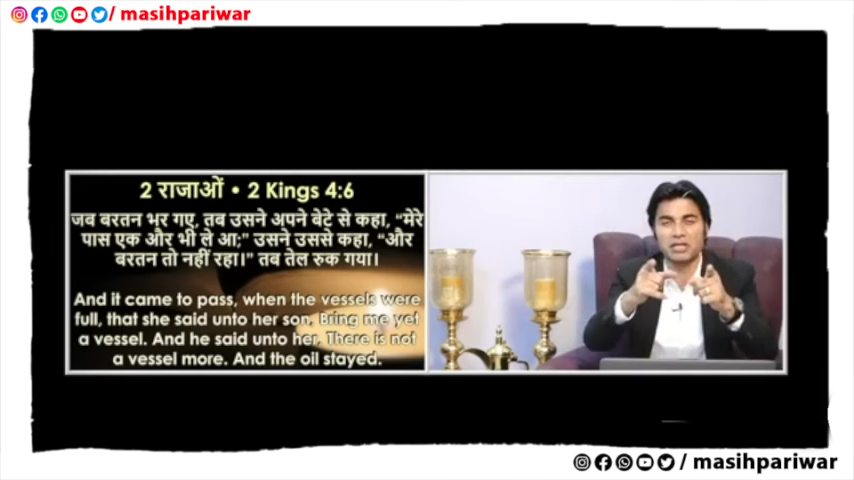 / masihpariwar
2 राजाओं • 2 Kings 4:6
जब बरतन भर गए, तब उसने अपने बेटे से कहा, “मेरे
पास एक और भी ले आ;” उसने उससे कहा, “और
बरतन तो नहीं रहा।” तब तेल रुक गया।
And it came to pass, when the vessels were
full, that she said unto her son, Bring me yet
a vessel. And he said unto her, There is not
a vessel more. And the oil stayed.
/ masihpariwar